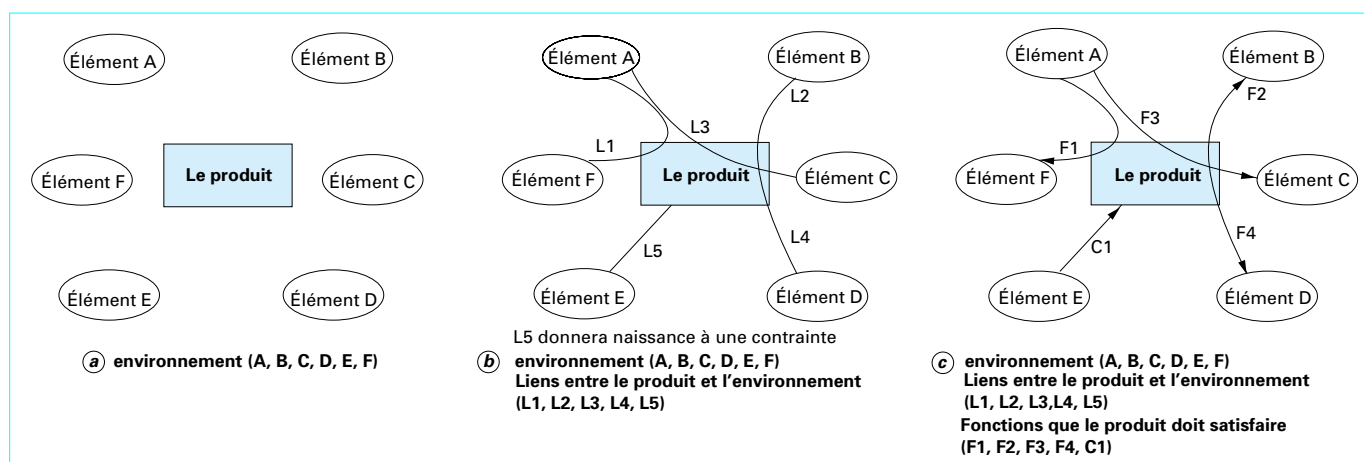 Élément A
Élément B
Élément F
Le produit
Élément C
Élément E
Élément D
a environnement (A, B, C, D, E, F)
Élément A
Élément B
L2
L3
L1
Élément F
Le produit
Élément C
L4
L5
Élément E
Élément D
L5 donnera naissance à une contrainte
b environnement (A, B, C, D, E, F)
Liens entre le produit et l'environnement
(L1, L2, L3, L4, L5)
Élément A
Élément B
F2
F3
F1
Élément F
Le produit
Élément C
F4
C1
Élément E
Élément D
c environnement (A, B, C, D, E, F)
Liens entre le produit et l'environnement
(L1, L2, L3,L4, L5)
Fonctions que le produit doit satisfaire
(F1, F2, F3, F4, C1)